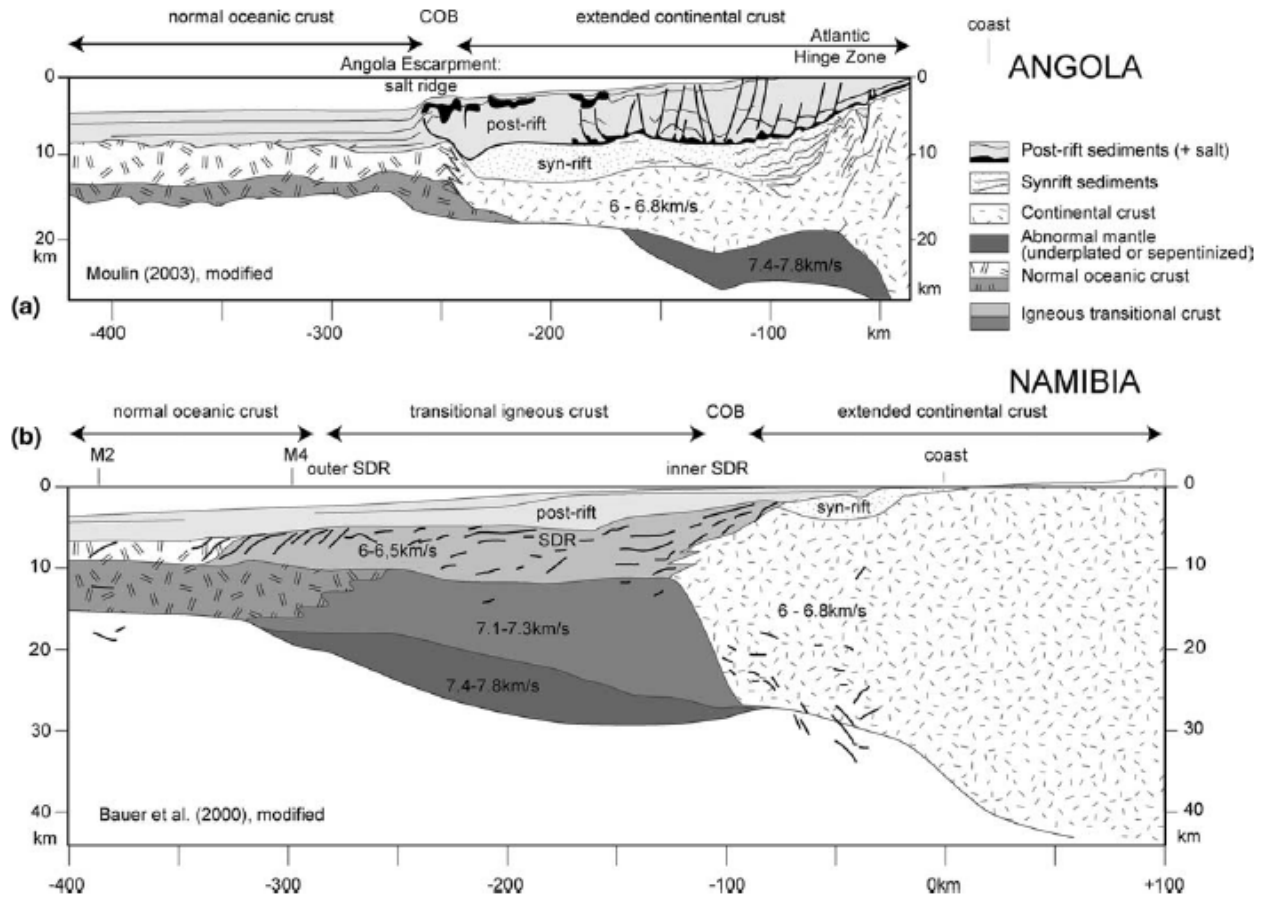 normal oceanic crust COB extended continental crust coast
Atlantic
Hinge Zone
ANGOLA
Angola Escarpment:
salt ridge
0 0
post-rift
10 syn-rift 10
6 - 6.8km/s
20 20
km
7.4-7.8km/s
km
Moulin (2003), modified
(a)
-400 -300 -200 -100 km
Post-rift sediments (+ salt)
Synrift sediments
Continental crust
Abnormal mantle
(underplated or sepentinized)
Normal oceanic crust
Igneous transitional crust
NAMIBIA
normal oceanic crust transitional igneous crust COB extended continental crust
(b)
M2 M4 coast
outer SDR inner SDR
0 0
post-rift syn-rift
SDR
6-6,5km/s
10 10
6 - 6.8km/s
7.1-7.3km/s
20 20
7.4-7.8km/s
30 30
Bauer et al. (2000), modified
40 40
km km
-400 -300 -200 -100 0km +100